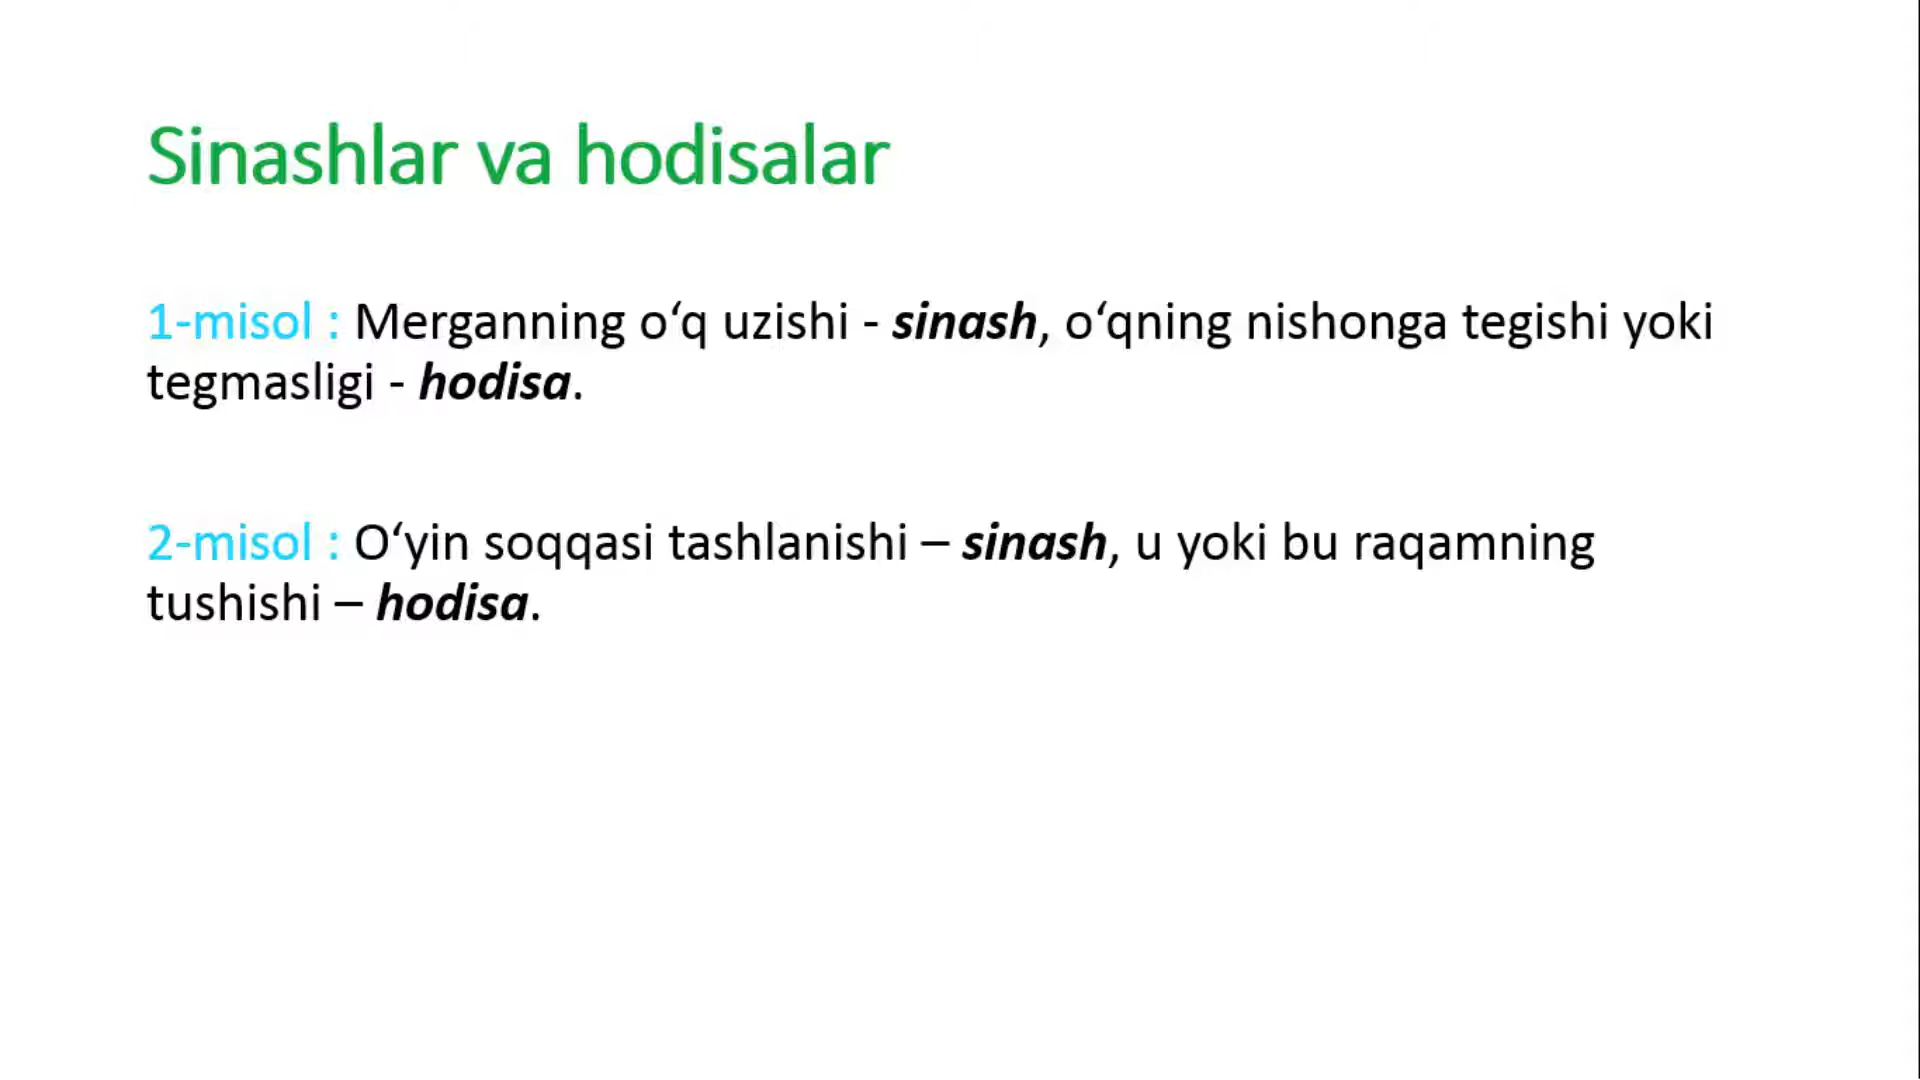 Sinashlar va hodisalar
1-misol : Merganning o‘q uzishi - sinash, o‘qning nishonga tegishi yoki
tegmasligi - hodisa.
2-misol : O‘yin soqqasi tashlanishi – sinash, u yoki bu raqamning
tushishi – hodisa.